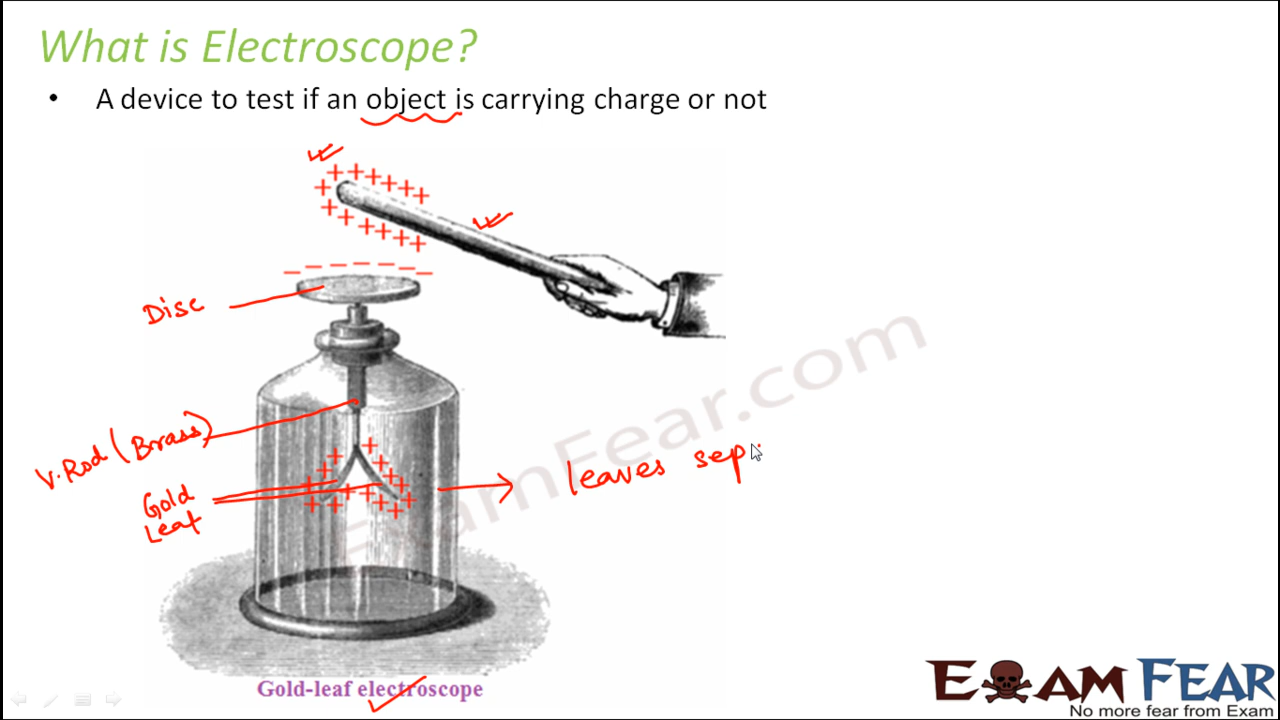 What is Electroscope?
• A device to test if an object is carrying charge or not
Disc
V.Rod (Brass)
Gold
Leaf
leaves sep
ExamFear.com
Gold-leaf electroscope
EXAM FEAR
No more fear from Exam